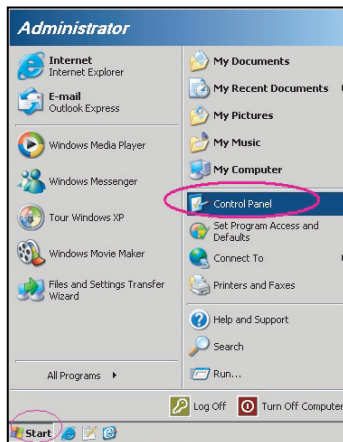 Administrator
Internet
Internet Explorer
E-mail
Outlook Express
Windows Media Player
Windows Messenger
Tour Windows XP
Windows Movie Maker
Files and Settings Transfer
Wizard
All Programs
My Documents
My Recent Documents
My Pictures
My Music
My Computer
Control Panel
Set Program Access and
Defaults
Connect To
Printers and Faxes
Help and Support
Search
Run...
Log Off
Turn Off Computer
Start